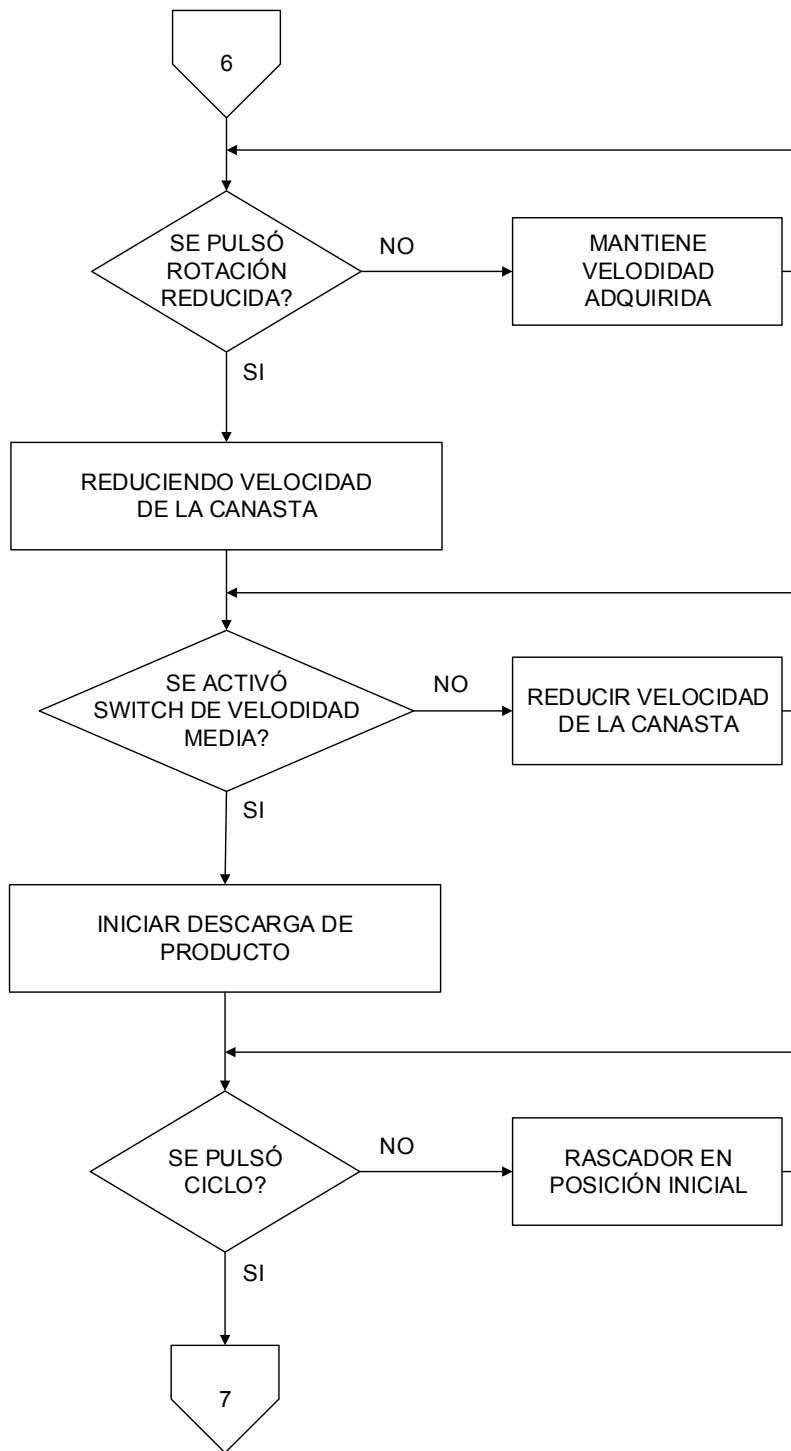 6
SE PULSÓ
ROTACIÓN
REDUCIDA?
NO
MANTIENE
VELODIDAD
ADQUIRIDA
SI
REDUCIENDO VELOCIDAD
DE LA CANASTA
SE ACTIVÓ
SWITCH DE VELODIDAD
MEDIA?
NO
REDUCIR VELOCIDAD
DE LA CANASTA
SI
INICIAR DESCARGA DE
PRODUCTO
SE PULSÓ
CICLO?
NO
RASCADOR EN
POSICIÓN INICIAL
SI
7